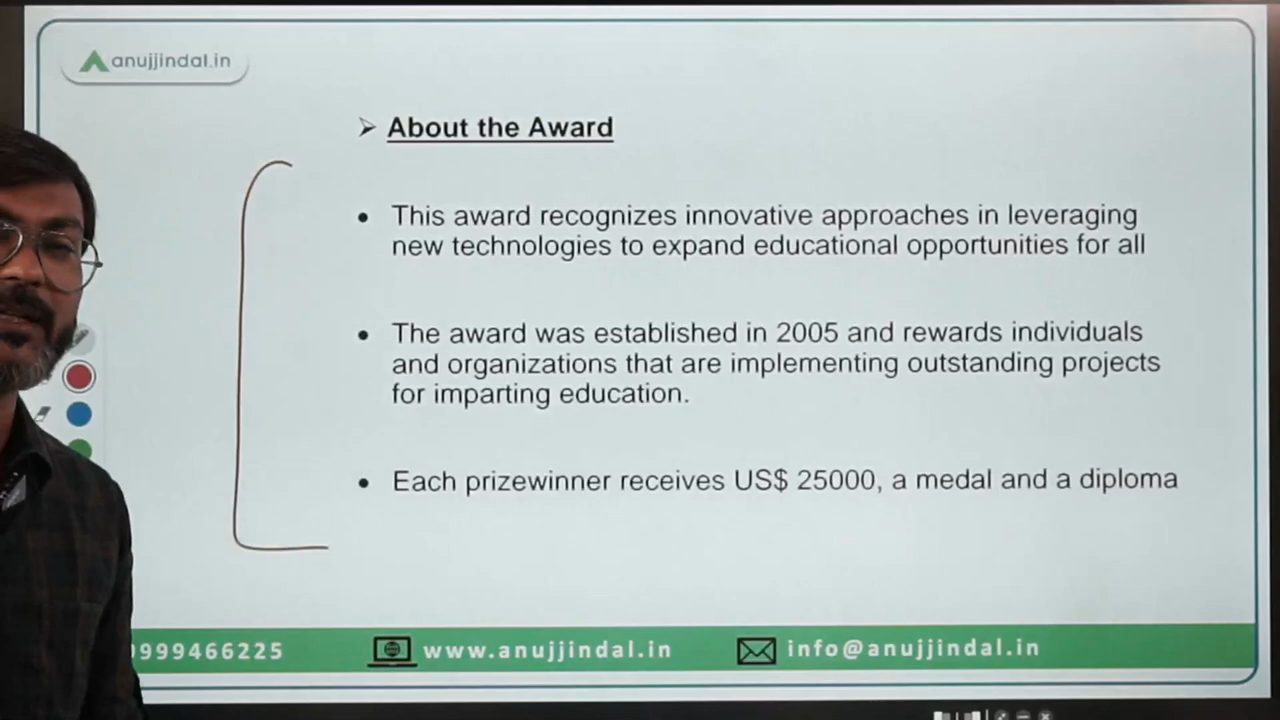 anujjindal.in
➢ About the Award
• This award recognizes innovative approaches in leveraging
new technologies to expand educational opportunities for all
• The award was established in 2005 and rewards individuals
and organizations that are implementing outstanding projects
for imparting education.
• Each prizewinner receives US$ 25000, a medal and a diploma
999466225
www.anujjindal.in
info@anujjindal.in